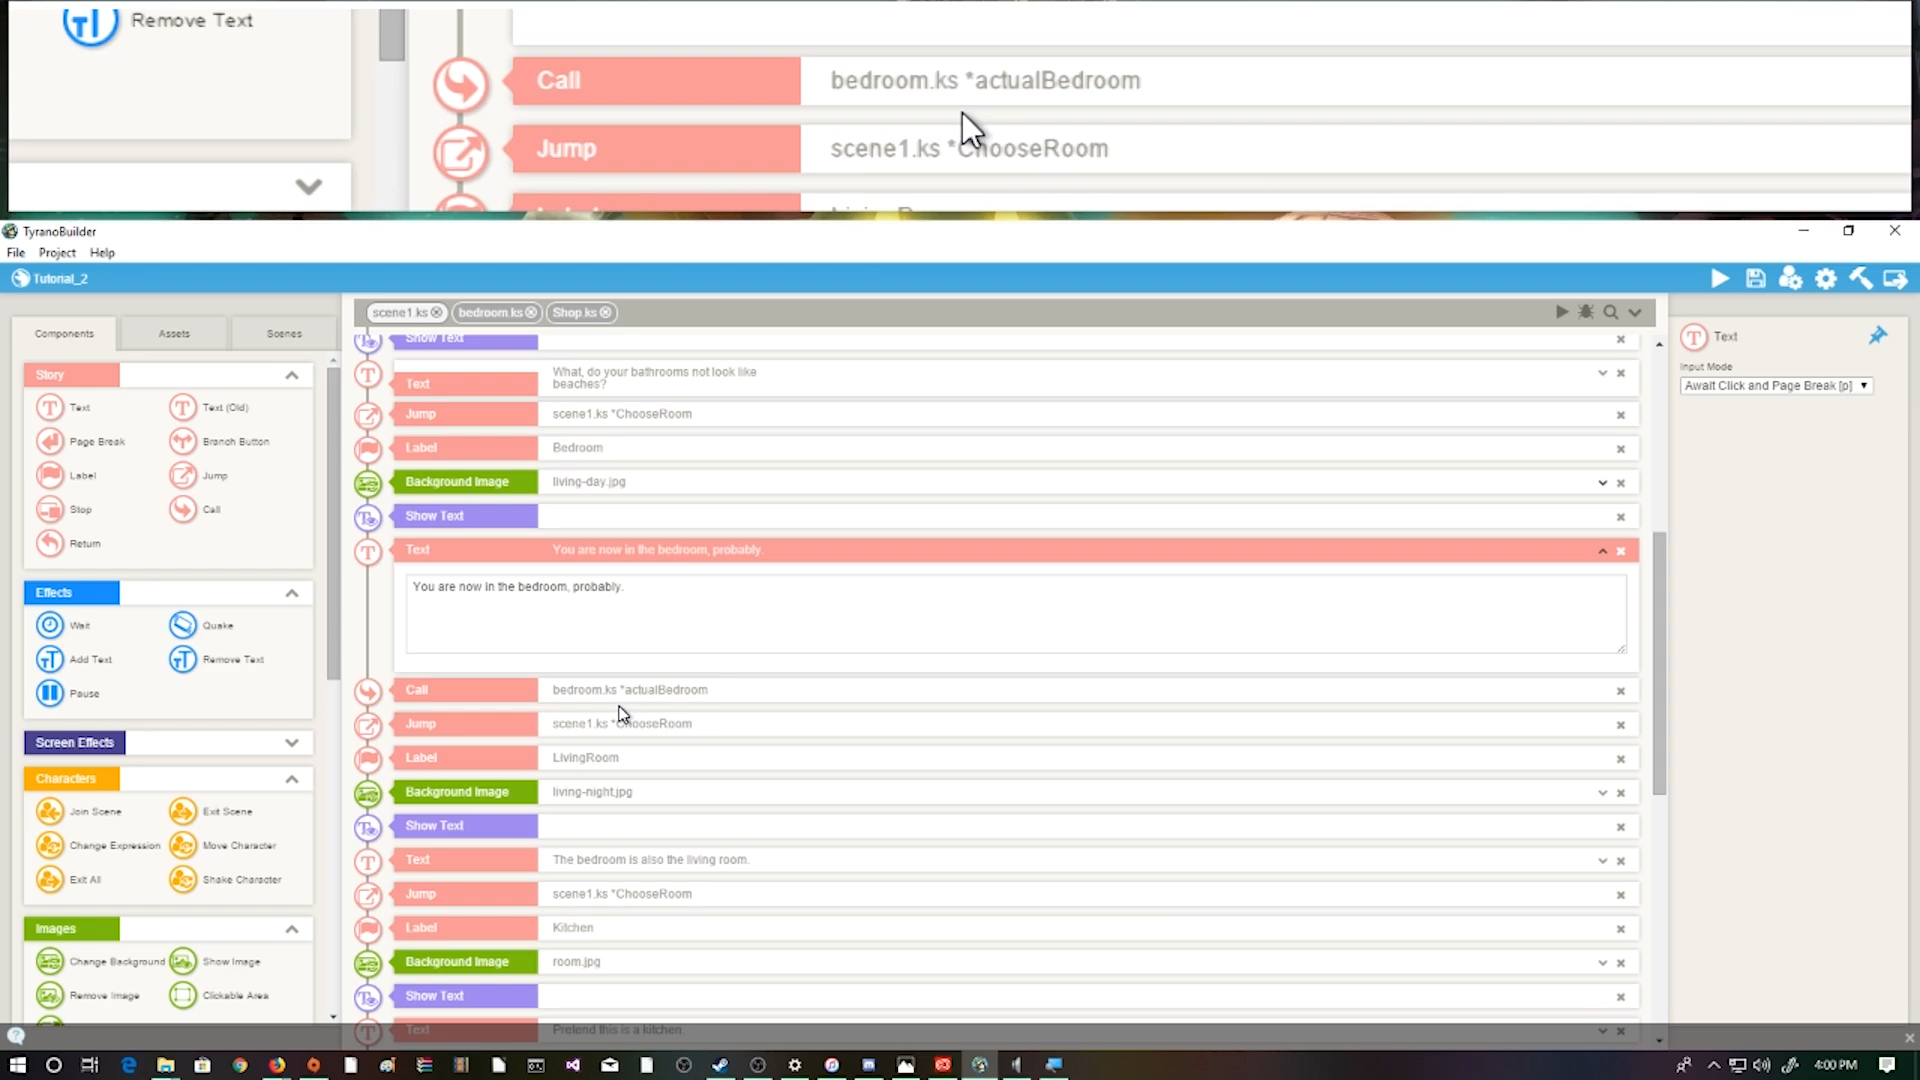 Remove Text
Call bedroom.ks *actualBedroom
Jump scene1.ks *ChooseRoom
TyranoBuilder
File Project Help
Tutorial_2
scene1.ks bedroom.ks Shop.ks
Components Assets Scenes
Story
Text Text (Old)
Page Break Branch Button
Label Jump
Stop Call
Return
Effects
Wait Quake
Add Text Remove Text
Pause
Screen Effects
Characters
Join Scene Exit Scene
Change Expression Move Character
Exit All Shake Character
Images
Change Background Show Image
Remove Image Clickable Area
Show Text
Text What, do your bathrooms not look like
beaches?
Jump scene1.ks *ChooseRoom
Label Bedroom
Background Image living-day.jpg
Show Text
Text You are now in the bedroom, probably.
You are now in the bedroom, probably.
Call bedroom.ks *actualBedroom
Jump scene1.ks *ChooseRoom
Label LivingRoom
Background Image living-night.jpg
Show Text
Text The bedroom is also the living room.
Jump scene1.ks *ChooseRoom
Label Kitchen
Background Image room.jpg
Show Text
Text Pretend this is a kitchen.
Text
Input Mode
Await Click and Page Break [p]
4:00 PM